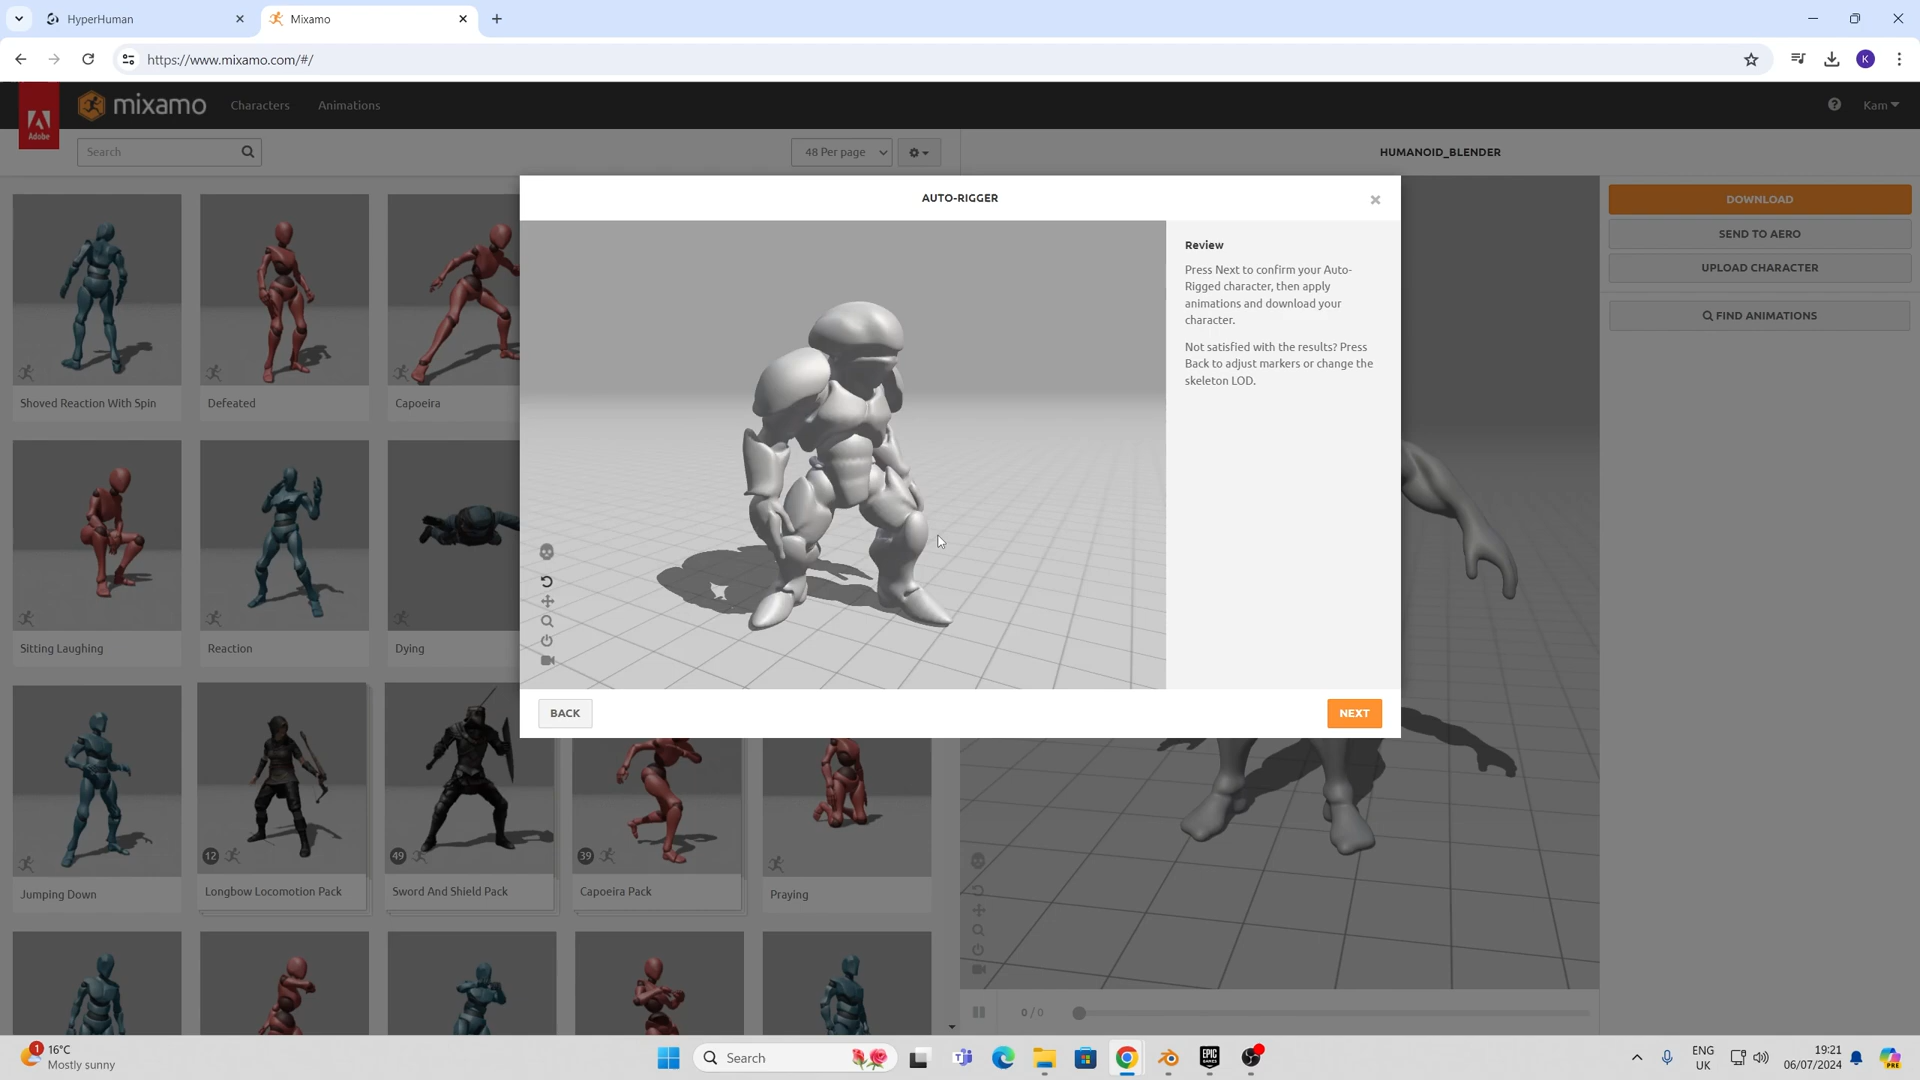 HyperHuman
Mixamo
https://www.mixamo.com/#/
K
Adobe
mixamo
Characters
Animations
Kam
Search
48 Per page
HUMANOID_BLENDER
AUTO-RIGGER
Review
Press Next to confirm your Auto-
Rigged character, then apply
animations and download your
character.
Not satisfied with the results? Press
Back to adjust markers or change the
skeleton LOD.
BACK
NEXT
DOWNLOAD
SEND TO AERO
UPLOAD CHARACTER
FIND ANIMATIONS
Shoved Reaction With Spin
Defeated
Capoeira
Sitting Laughing
Reaction
Dying
12
49
39
Jumping Down
Longbow Locomotion Pack
Sword And Shield Pack
Capoeira Pack
Praying
0 / 0
1
16°C
Mostly sunny
Search
EPIC
GAMES
ENG
UK
19:21
06/07/2024
PRE